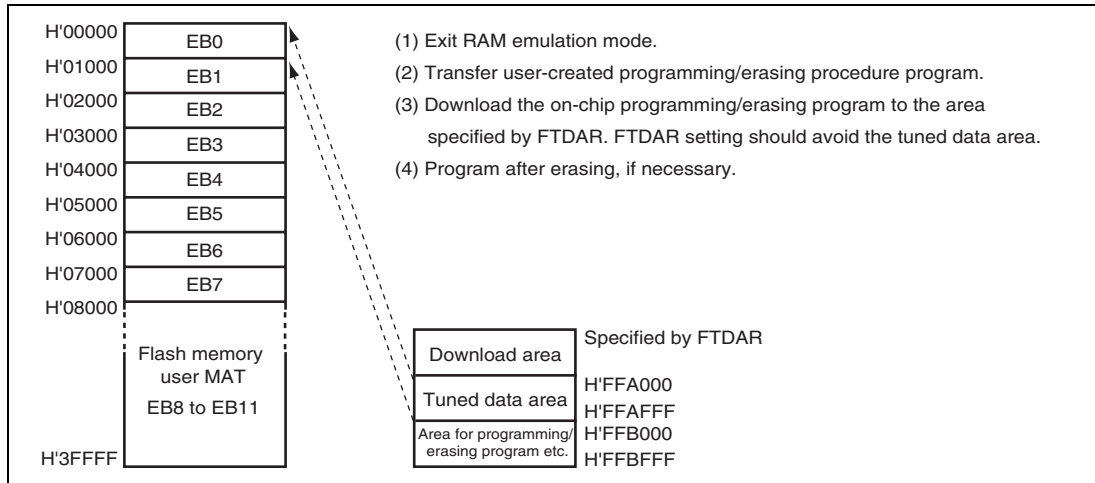 H'00000
EB0
H'01000
EB1
H'02000
EB2
H'03000
EB3
H'04000
EB4
H'05000
EB5
H'06000
EB6
H'07000
EB7
H'08000
Flash memory
user MAT
EB8 to EB11
H'3FFFF
(1) Exit RAM emulation mode.
(2) Transfer user-created programming/erasing procedure program.
(3) Download the on-chip programming/erasing program to the area
specified by FTDAR. FTDAR setting should avoid the tuned data area.
(4) Program after erasing, if necessary.
Specified by FTDAR
Download area
H'FFA000
Tuned data area
H'FFAFFF
H'FFB000
Area for programming/
erasing program etc.
H'FFBFFF